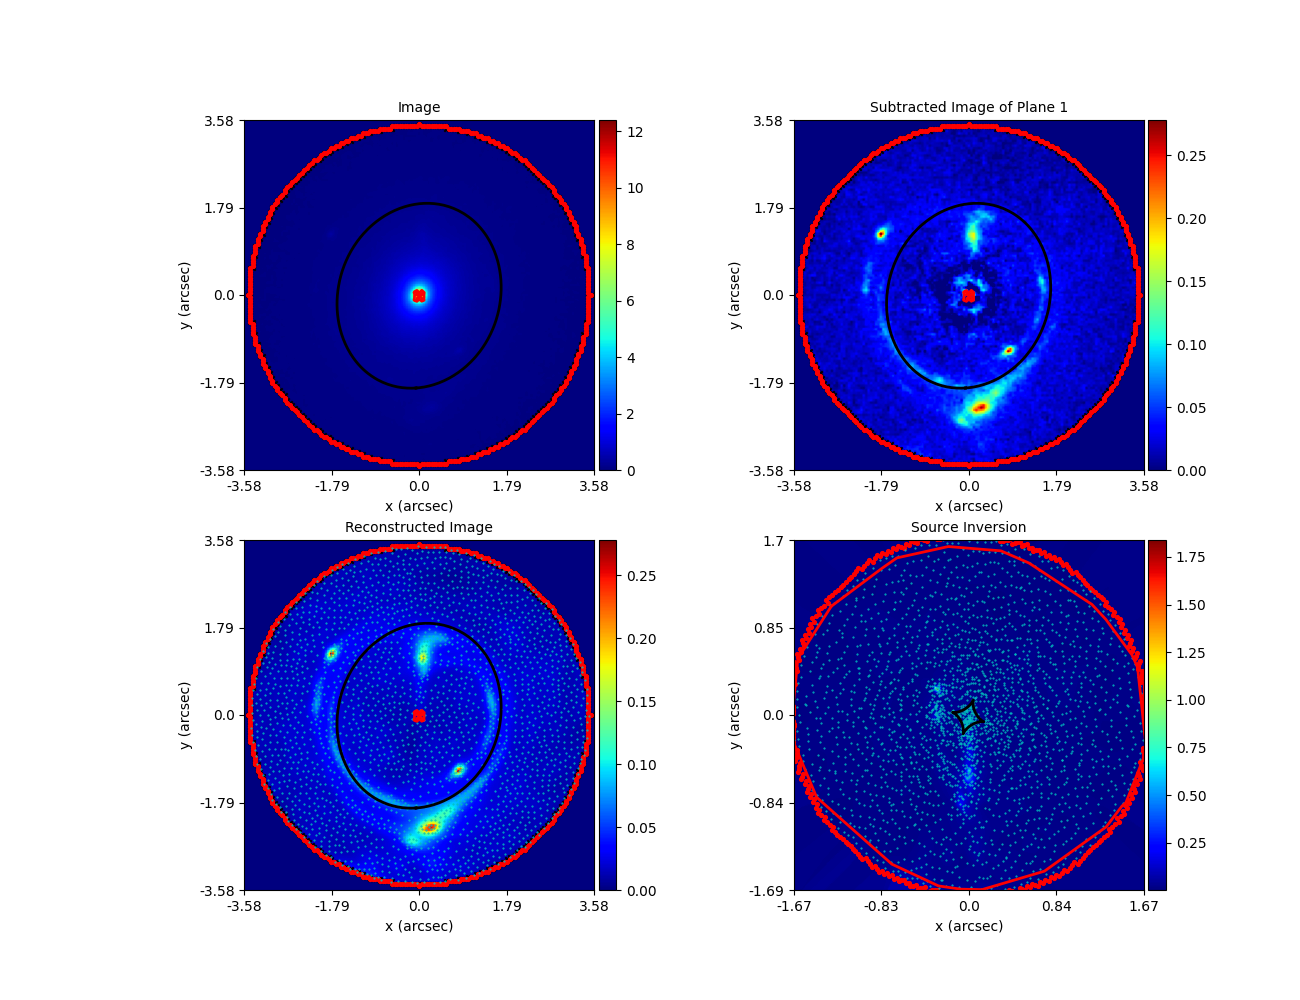 Image
3.58
1.79
0.0
-1.79
-3.58
y (arcsec)
-3.58 -1.79 0.0 1.79 3.58
x (arcsec)
12
10
8
6
4
2
0
Subtracted Image of Plane 1
3.58
1.79
0.0
-1.79
-3.58
y (arcsec)
-3.58 -1.79 0.0 1.79 3.58
x (arcsec)
0.25
0.20
0.15
0.10
0.05
0.00
Reconstructed Image
3.58
1.79
0.0
-1.79
-3.58
y (arcsec)
-3.58 -1.79 0.0 1.79 3.58
x (arcsec)
0.25
0.20
0.15
0.10
0.05
0.00
Source Inversion
1.7
0.85
0.0
-0.84
-1.69
y (arcsec)
-1.67 -0.83 0.0 0.84 1.67
x (arcsec)
1.75
1.50
1.25
1.00
0.75
0.50
0.25